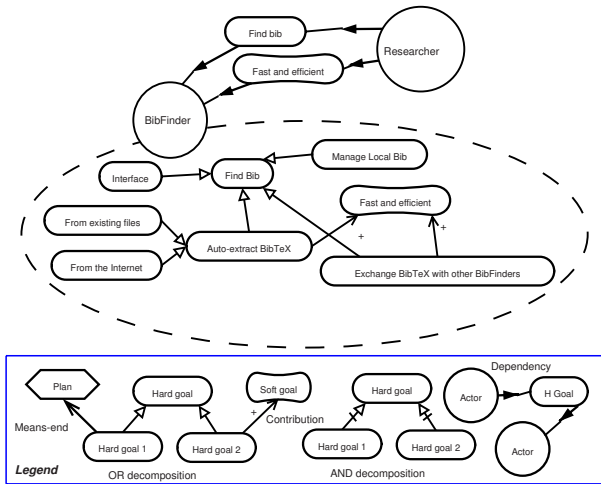 Find bib
Researcher
Fast and efficient
BibFinder
Manage Local Bib
Interface
Find Bib
Fast and efficient
From existing files
+
+
Auto-extract BibTeX
From the Internet
Exchange BibTeX with other BibFinders
Dependency
Plan
Hard goal
Soft goal
Hard goal
Actor
H Goal
+
Means-end
Contribution
Hard goal 1
Hard goal 2
Hard goal 1
Hard goal 2
Actor
Legend
OR decomposition
AND decomposition